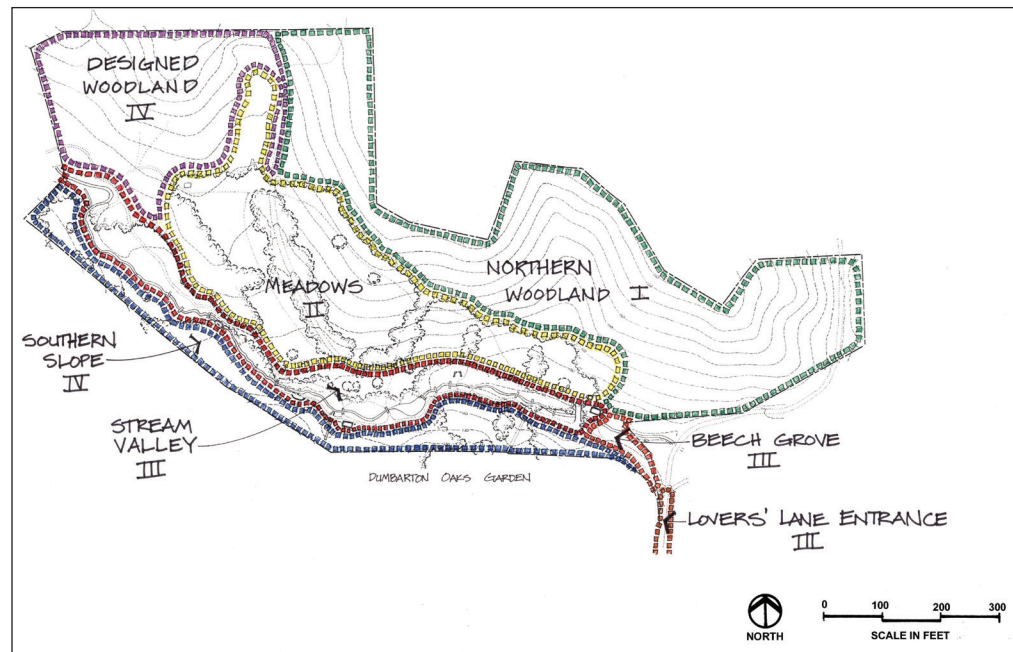 DESIGNED
WOODLAND
IV
NORTHERN
WOODLAND I
MEADOWS
II
SOUTHERN
SLOPE
IV
STREAM
VALLEY
III
BEECH GROVE
III
DUMBARTON OAKS GARDEN
LOVERS' LANE ENTRANCE
III
NORTH
0 100 200 300
SCALE IN FEET